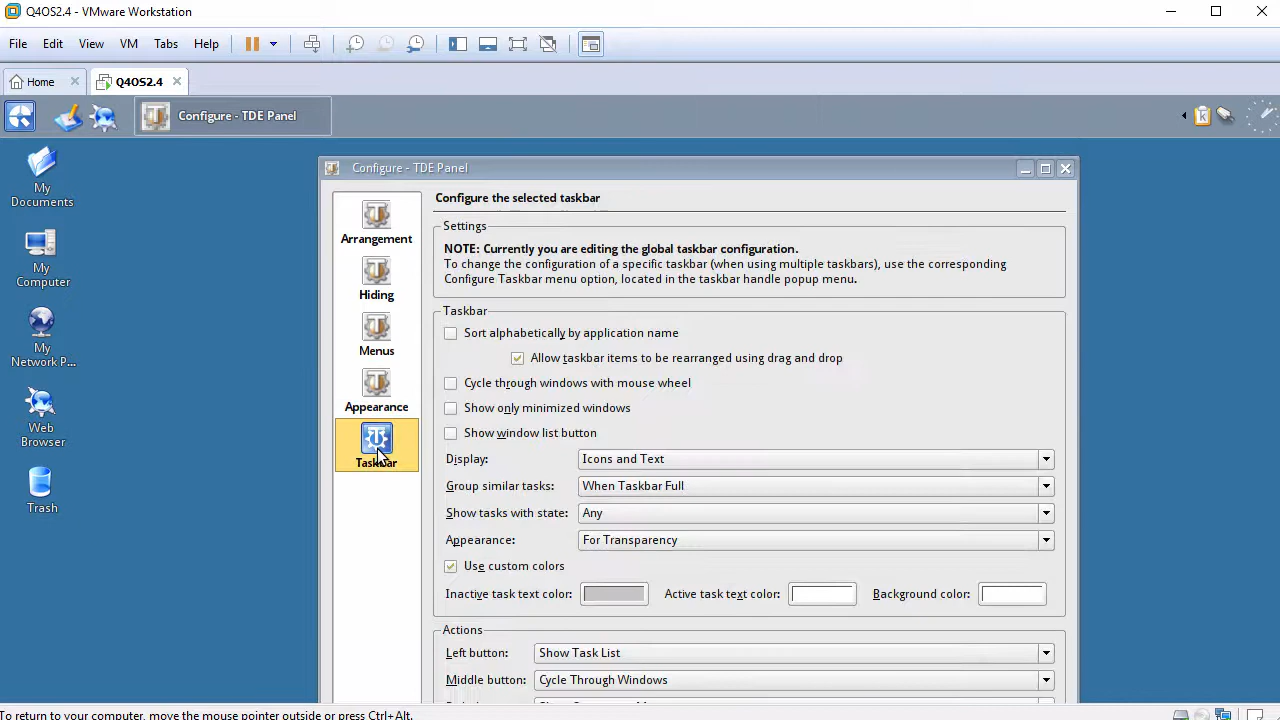 Q4OS2.4 - VMware Workstation
File Edit View VM Tabs Help
Home Q4OS2.4
Configure - TDE Panel
k
Configure - TDE Panel
My
Documents
My
Computer
My
Network P...
Web
Browser
Trash
Arrangement
Hiding
Menus
Appearance
Taskbar
Configure the selected taskbar
Settings
NOTE: Currently you are editing the global taskbar configuration.
To change the configuration of a specific taskbar (when using multiple taskbars), use the corresponding
Configure Taskbar menu option, located in the taskbar handle popup menu.
Taskbar
Sort alphabetically by application name
Allow taskbar items to be rearranged using drag and drop
Cycle through windows with mouse wheel
Show only minimized windows
Show window list button
Display: Icons and Text
Group similar tasks: When Taskbar Full
Show tasks with state: Any
Appearance: For Transparency
Use custom colors
Inactive task text color: Active task text color: Background color:
Actions
Left button: Show Task List
Middle button: Cycle Through Windows
To return to your computer, move the mouse pointer outside or press Ctrl+Alt.